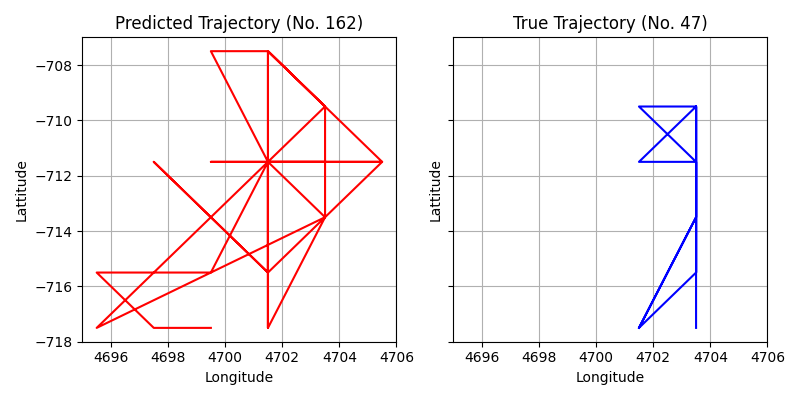 Predicted Trajectory (No. 162)
True Trajectory (No. 47)
Lattitude
−708
−710
−712
−714
−716
−718
4696 4698 4700 4702 4704 4706
Longitude
Lattitude
4696 4698 4700 4702 4704 4706
Longitude